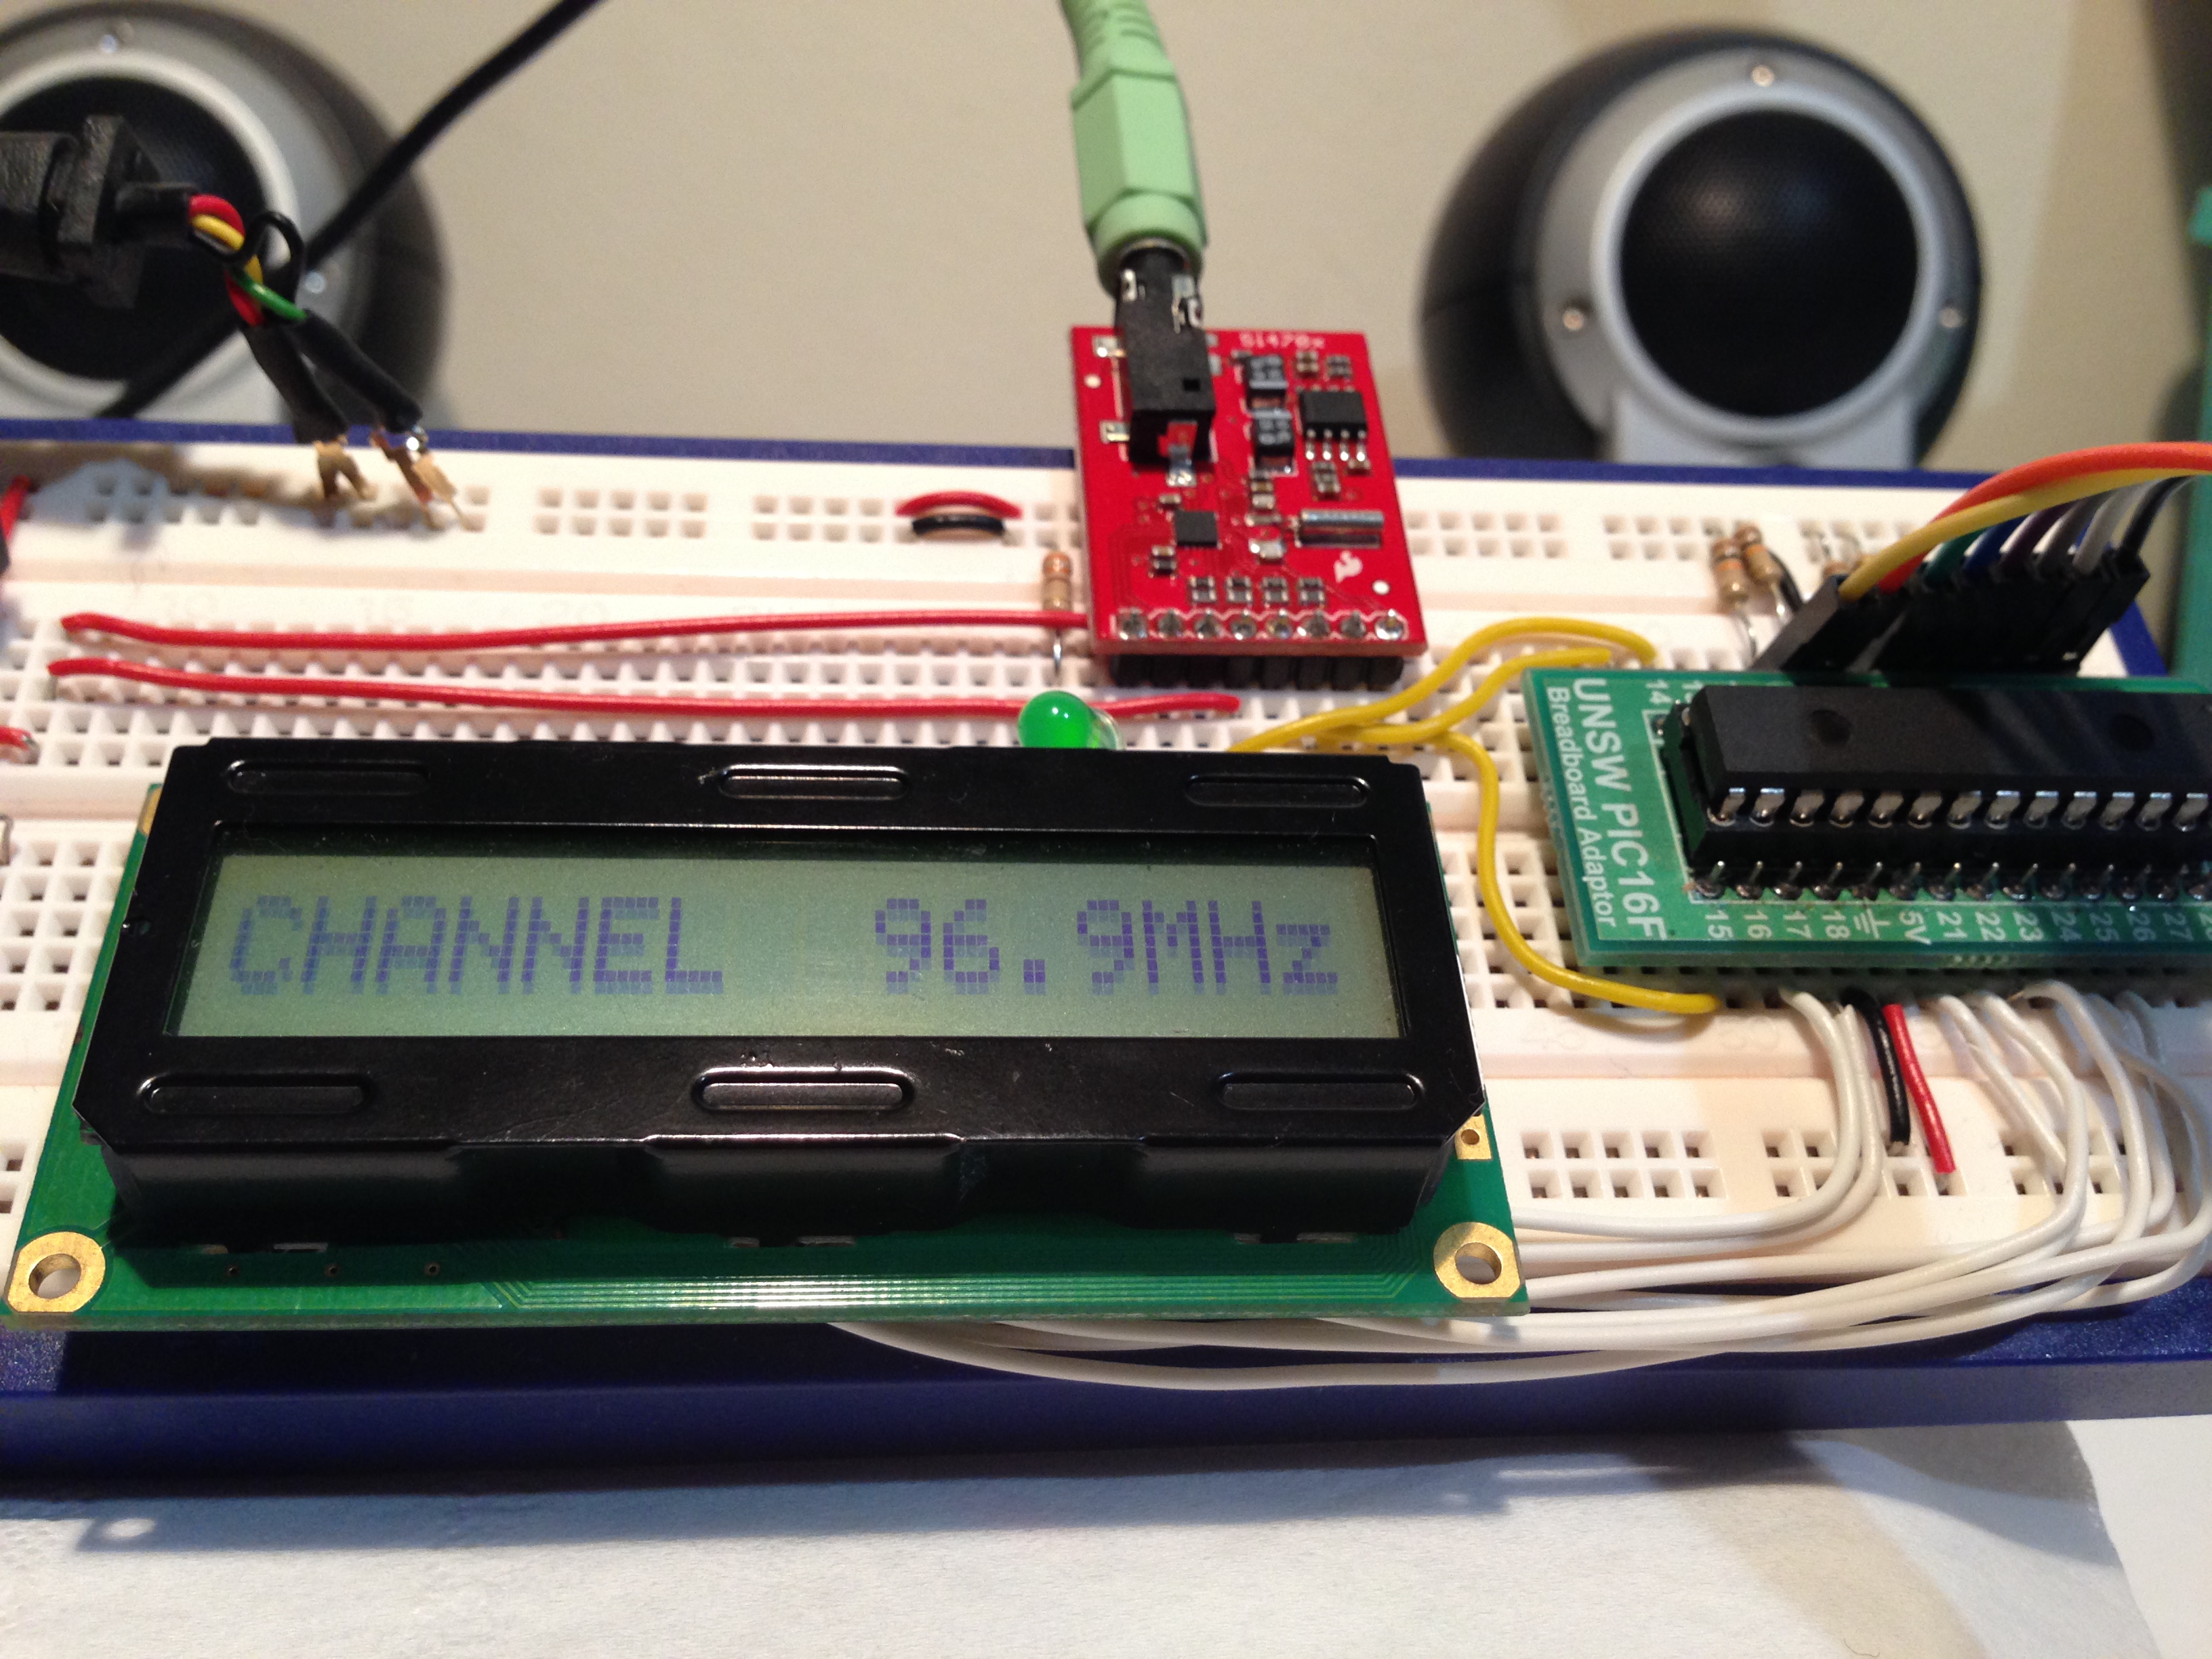 Si470x
CHANNEL 96.9MHz
UNSW PIC16F
Breadboard Adaptor
14
15 16 17 18 5V 21 22 23 24 25 26 27